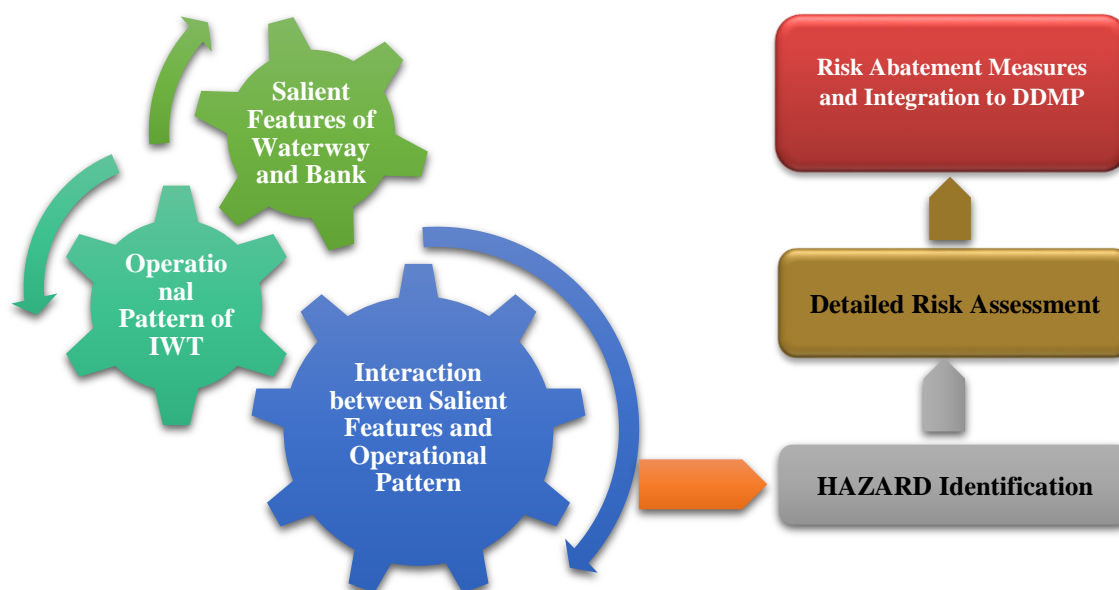 Salient
Features of
Waterway
and Bank
Operatio
nal
Pattern of
IWT
Interaction
between Salient
Features and
Operational
Pattern
Risk Abatement Measures
and Integration to DDMP
Detailed Risk Assessment
HAZARD Identification